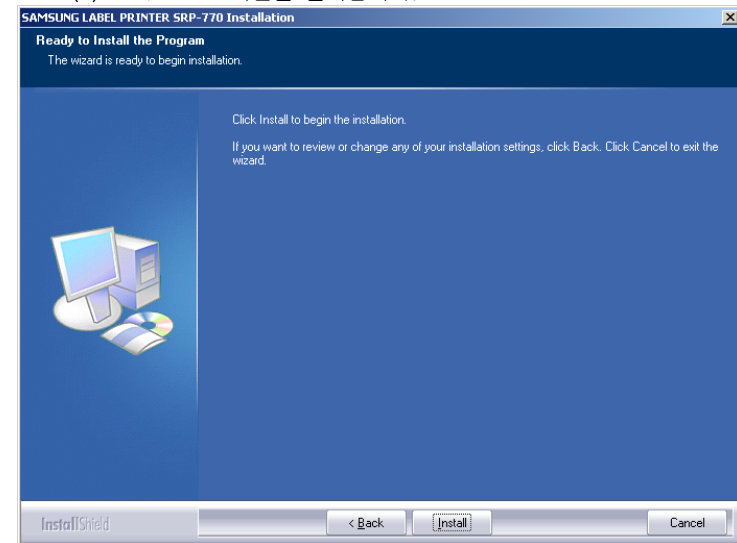 SAMSUNG LABEL PRINTER SRP-770 Installation
Ready to Install the Program
The wizard is ready to begin installation.
Click Install to begin the installation.
If you want to review or change any of your installation settings, click Back. Click Cancel to exit the
wizard.
InstallShield
< Back
Install
Cancel